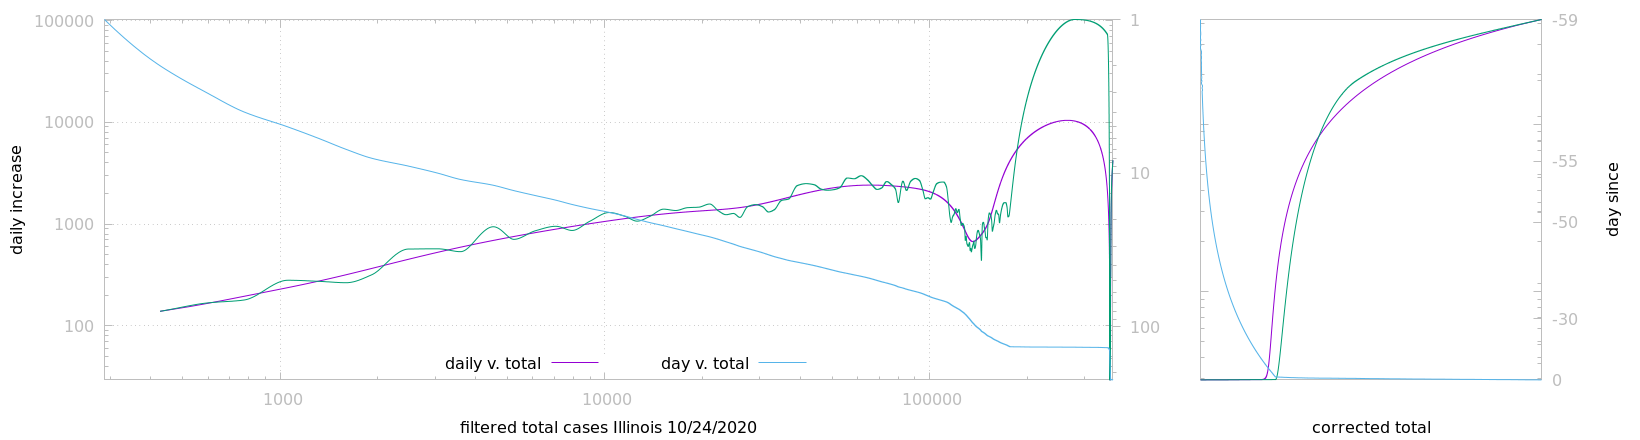 100000
10000
1000
100
daily increase
1000
10000
100000
filtered total cases Illinois 10/24/2020
daily v. total
day v. total
1
10
100
-59
-55
-50
-30
0
day since
corrected total